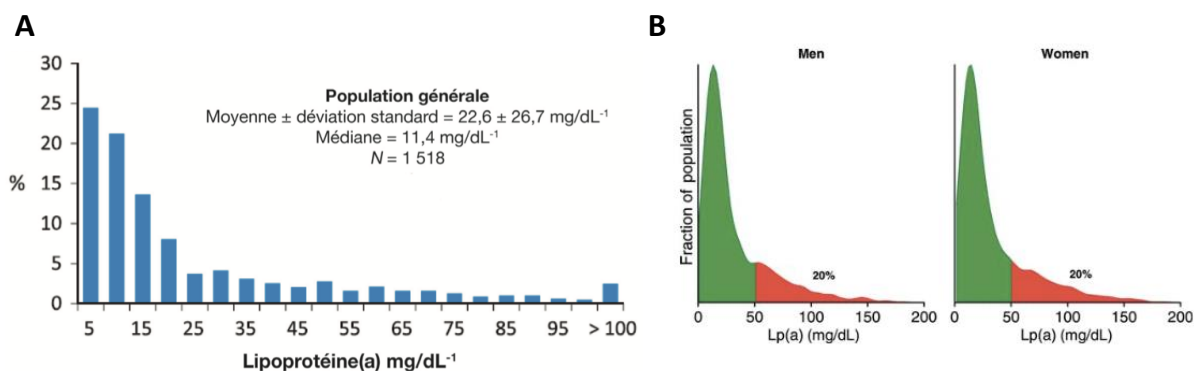 A
30
25
20
15
10
5
0
%
Population générale
Moyenne ± déviation standard = 22,6 ± 26,7 mg/dL⁻¹
Médiane = 11,4 mg/dL⁻¹
N = 1 518
5 15 25 35 45 55 65 75 85 95 > 100
Lipoprotéine(a) mg/dL⁻¹
B
Men
Fraction of population
20%
0 50 100 150 200
Lp(a) (mg/dL)
Women
20%
0 50 100 150 200
Lp(a) (mg/dL)